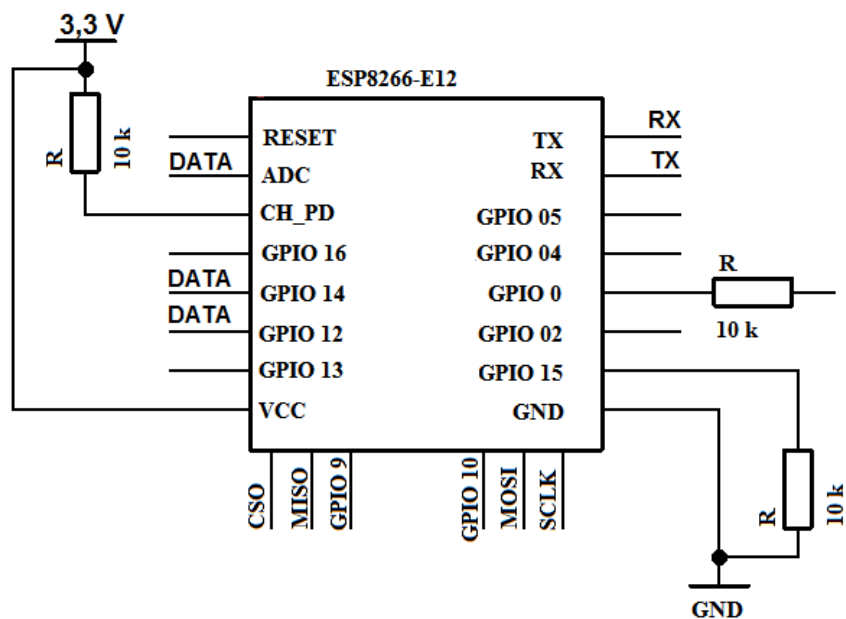 3,3 V
ESP8266-E12
R
10 k
RESET
DATA
ADC
CH_PD
GPIO 16
DATA
GPIO 14
DATA
GPIO 12
GPIO 13
VCC
TX
RX
RX
TX
GPIO 05
GPIO 04
GPIO 0
R
10 k
GPIO 02
GPIO 15
GND
CSO
MISO
GPIO 9
GPIO 10
MOSI
SCLK
R
10 k
GND